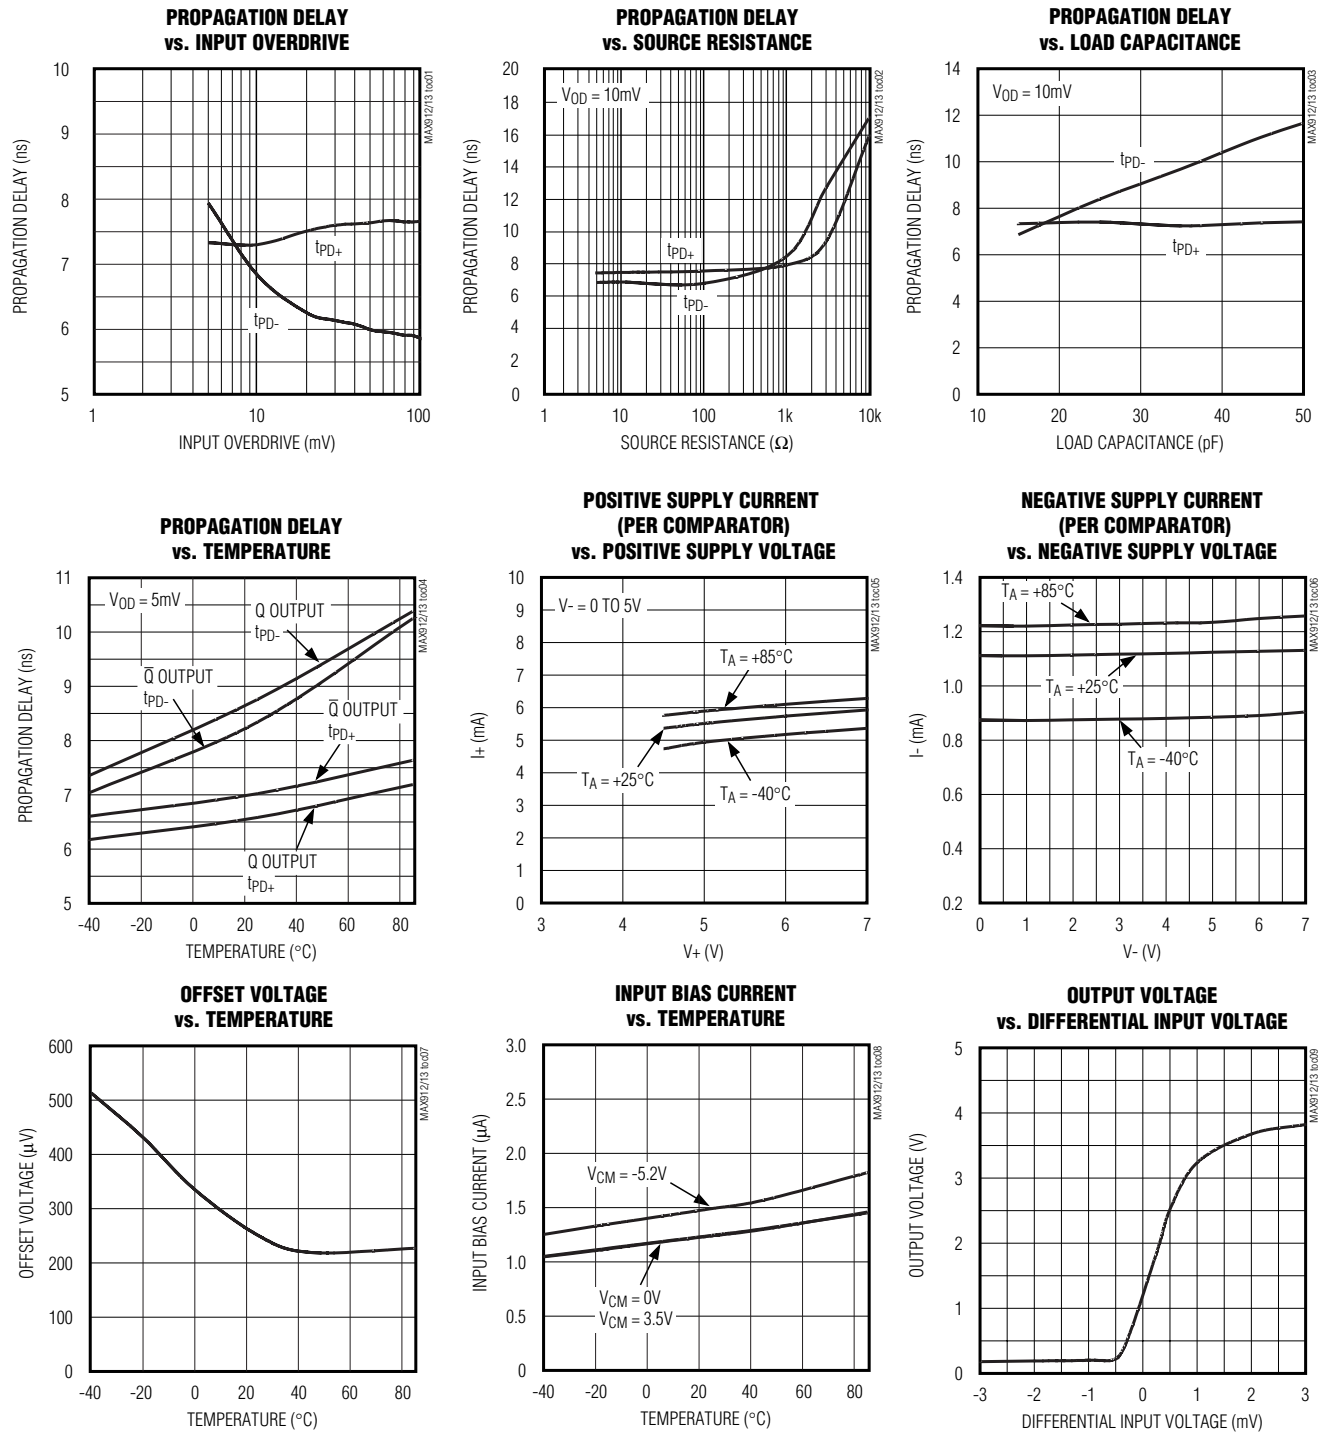 PROPAGATION DELAY
vs. INPUT OVERDRIVE
10
9
8
7
6
5
1
10
100
PROPAGATION DELAY (ns)
INPUT OVERDRIVE (mV)
tPD+
tPD-
MAX912/13 toc01
PROPAGATION DELAY
vs. SOURCE RESISTANCE
20
18
16
14
12
10
8
6
4
2
0
1
10
100
1k
10k
PROPAGATION DELAY (ns)
SOURCE RESISTANCE (Ω)
VOD = 10mV
tPD+
tPD-
MAX912/13 toc02
PROPAGATION DELAY
vs. LOAD CAPACITANCE
14
12
10
8
6
4
2
0
10
20
30
40
50
PROPAGATION DELAY (ns)
LOAD CAPACITANCE (pF)
VOD = 10mV
tPD-
tPD+
MAX912/13 toc03
PROPAGATION DELAY
vs. TEMPERATURE
11
10
9
8
7
6
5
-40
-20
0
20
40
60
80
PROPAGATION DELAY (ns)
TEMPERATURE (°C)
VOD = 5mV
Q OUTPUT
tPD-
Q̅ OUTPUT
tPD-
Q̅ OUTPUT
tPD+
Q OUTPUT
tPD+
MAX912/13 toc04
POSITIVE SUPPLY CURRENT
(PER COMPARATOR)
vs. POSITIVE SUPPLY VOLTAGE
10
9
8
7
6
5
4
3
2
1
0
3
4
5
6
7
I+ (mA)
V+ (V)
V- = 0 TO 5V
TA = +85°C
TA = +25°C
TA = -40°C
MAX912/13 toc05
NEGATIVE SUPPLY CURRENT
(PER COMPARATOR)
vs. NEGATIVE SUPPLY VOLTAGE
1.4
1.2
1.0
0.8
0.6
0.4
0.2
0
1
2
3
4
5
6
7
I- (mA)
V- (V)
TA = +85°C
TA = +25°C
TA = -40°C
MAX912/13 toc06
OFFSET VOLTAGE
vs. TEMPERATURE
600
500
400
300
200
100
0
-40
-20
0
20
40
60
80
OFFSET VOLTAGE (µV)
TEMPERATURE (°C)
MAX912/13 toc07
INPUT BIAS CURRENT
vs. TEMPERATURE
3.0
2.5
2.0
1.5
1.0
0.5
0
-40
-20
0
20
40
60
80
INPUT BIAS CURRENT (µA)
TEMPERATURE (°C)
VCM = -5.2V
VCM = 0V
VCM = 3.5V
MAX912/13 toc08
OUTPUT VOLTAGE
vs. DIFFERENTIAL INPUT VOLTAGE
5
4
3
2
1
0
-3
-2
-1
0
1
2
3
OUTPUT VOLTAGE (V)
DIFFERENTIAL INPUT VOLTAGE (mV)
MAX912/13 toc09